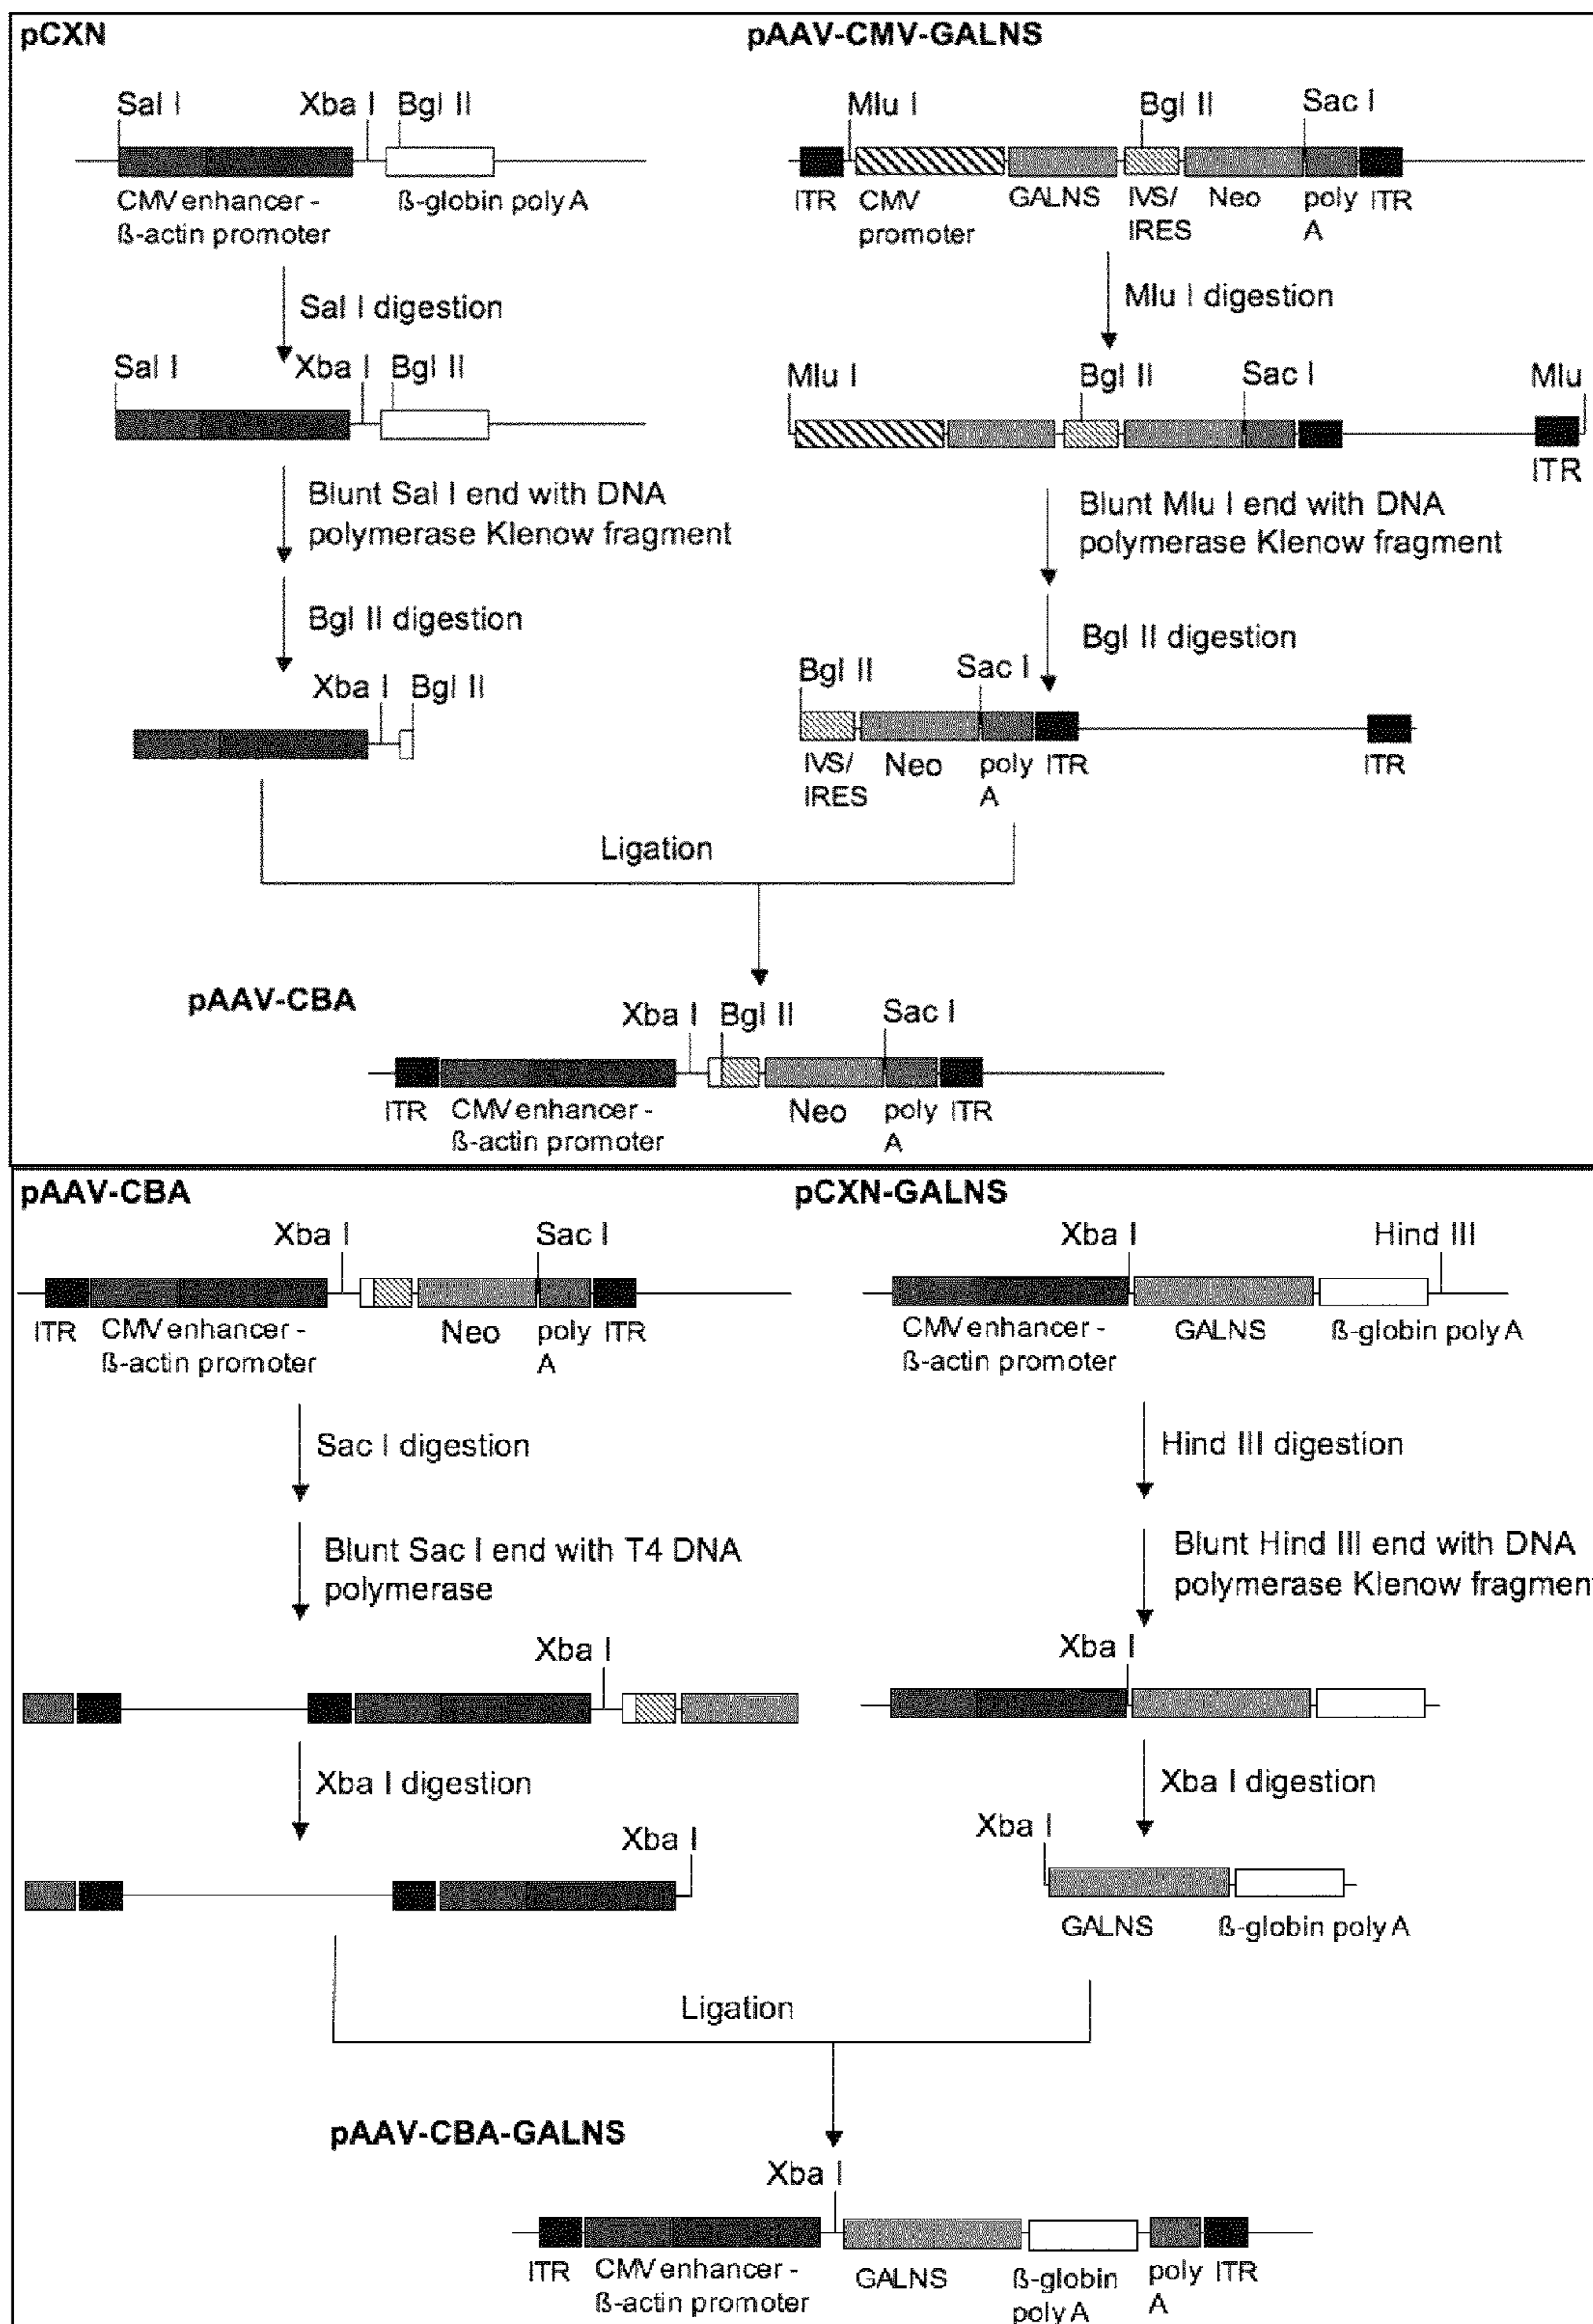 pCXN
pAAV-CMV-GALNS
Sal I
Xba I
Bgl II
Mlu I
Bgl II
Sac I
CMV enhancer -
ß-actin promoter
ß-globin poly A
ITR
CMV
promoter
GALNS
IVS/
IRES
Neo
poly
A
ITR
Sal I digestion
Mlu I digestion
Sal I
Xba I
Bgl II
Mlu I
Bgl II
Sac I
Mlu
ITR
Blunt Sal I end with DNA
polymerase Klenow fragment
Blunt Mlu I end with DNA
polymerase Klenow fragment
Bgl II digestion
Bgl II digestion
Xba I
Bgl II
Bgl II
Sac I
IVS/
IRES
Neo
poly
A
ITR
ITR
Ligation
pAAV-CBA
Xba I
Bgl II
Sac I
ITR
CMV enhancer -
ß-actin promoter
Neo
poly
A
ITR
pAAV-CBA
pCXN-GALNS
Xba I
Sac I
Xba I
Hind III
ITR
CMV enhancer -
ß-actin promoter
Neo
poly
A
ITR
CMV enhancer -
ß-actin promoter
GALNS
ß-globin poly A
Sac I digestion
Hind III digestion
Blunt Sac I end with T4 DNA
polymerase
Blunt Hind III end with DNA
polymerase Klenow fragment
Xba I
Xba I
Xba I digestion
Xba I digestion
Xba I
Xba I
GALNS
ß-globin poly A
Ligation
pAAV-CBA-GALNS
Xba I
ITR
CMV enhancer -
ß-actin promoter
GALNS
ß-globin
poly A
poly
A
ITR